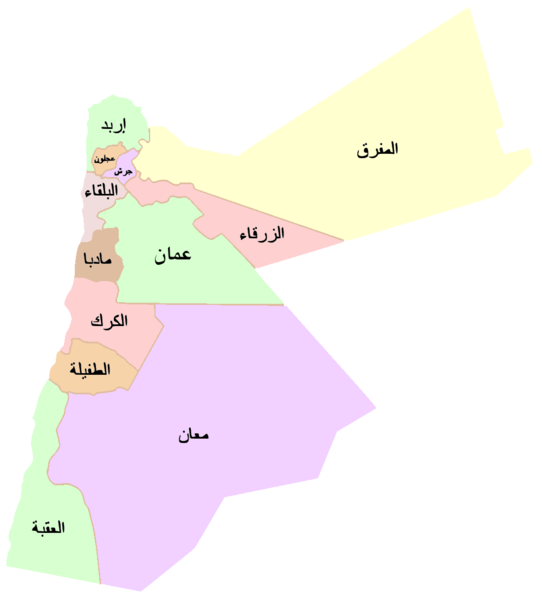 إربد
المفرق
عجلون
جرش
البلقاء
الزرقاء
عمان
مادبا
الكرك
الطفيلة
معان
العقبة